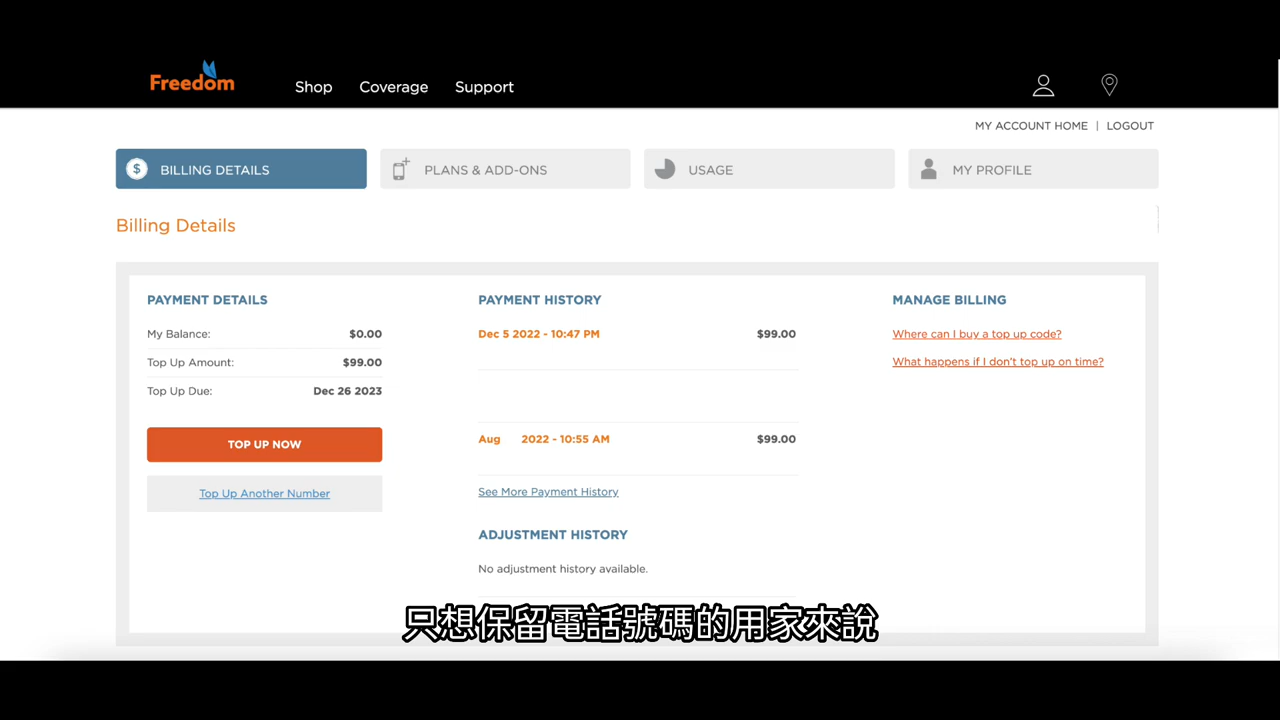 Freedom
Shop Coverage Support
MY ACCOUNT HOME | LOGOUT
$ BILLING DETAILS
PLANS & ADD-ONS
USAGE
MY PROFILE
Billing Details
PAYMENT DETAILS
My Balance: $0.00
Top Up Amount: $99.00
Top Up Due: Dec 26 2023
TOP UP NOW
Top Up Another Number
PAYMENT HISTORY
Dec 5 2022 - 10:47 PM $99.00
Aug 2022 - 10:55 AM $99.00
See More Payment History
ADJUSTMENT HISTORY
No adjustment history available.
MANAGE BILLING
Where can I buy a top up code?
What happens if I don't top up on time?
只想保留電話號碼的用家來說